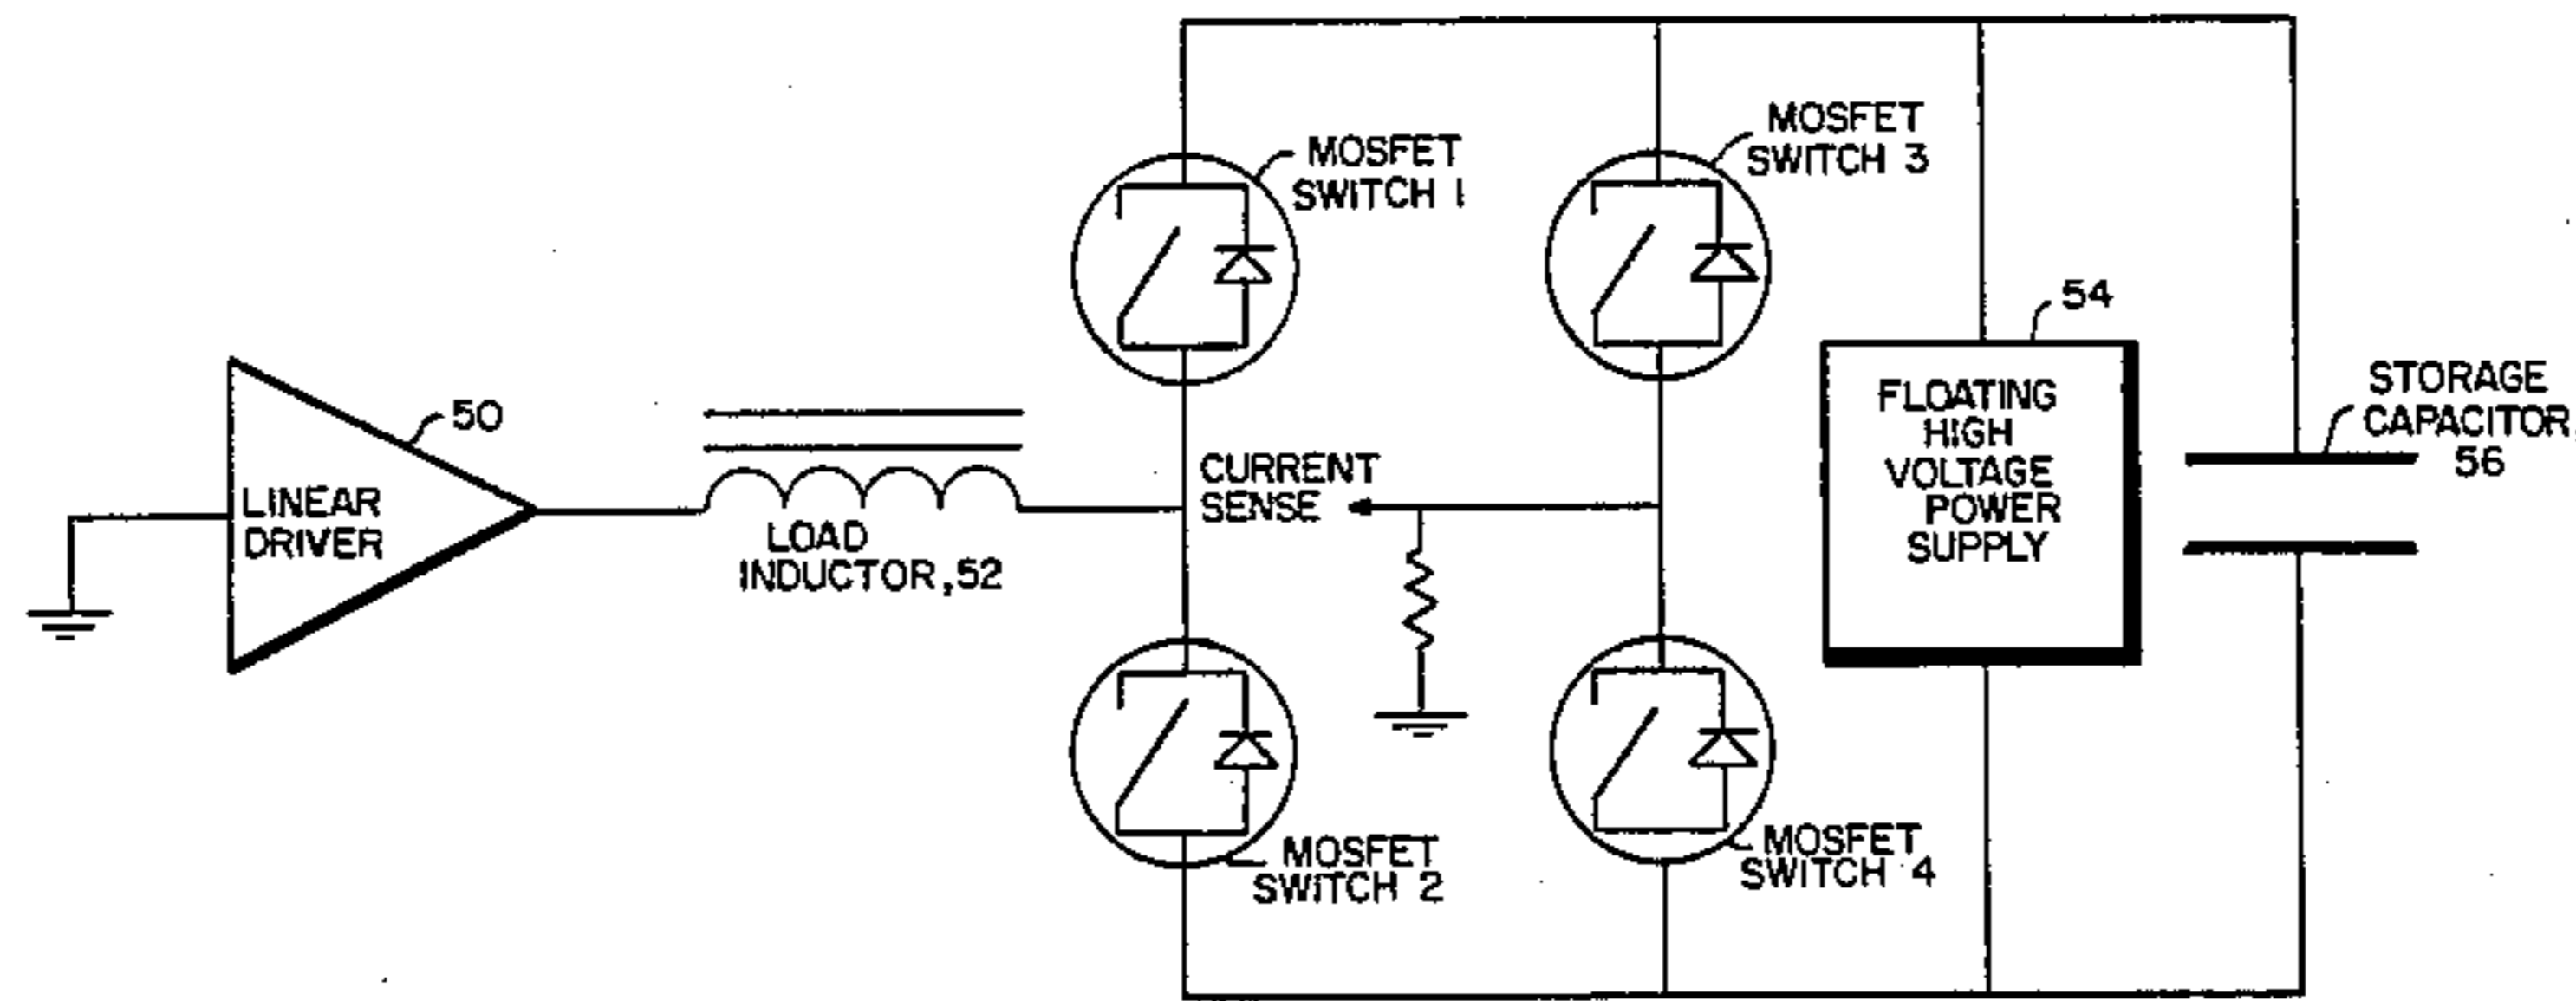 MOSFET
SWITCH 1
MOSFET
SWITCH 3
50
LINEAR
DRIVER
LOAD
INDUCTOR,52
CURRENT
SENSE
54
FLOATING
HIGH
VOLTAGE
POWER
SUPPLY
STORAGE
CAPACITOR,
56
MOSFET
SWITCH 2
MOSFET
SWITCH 4